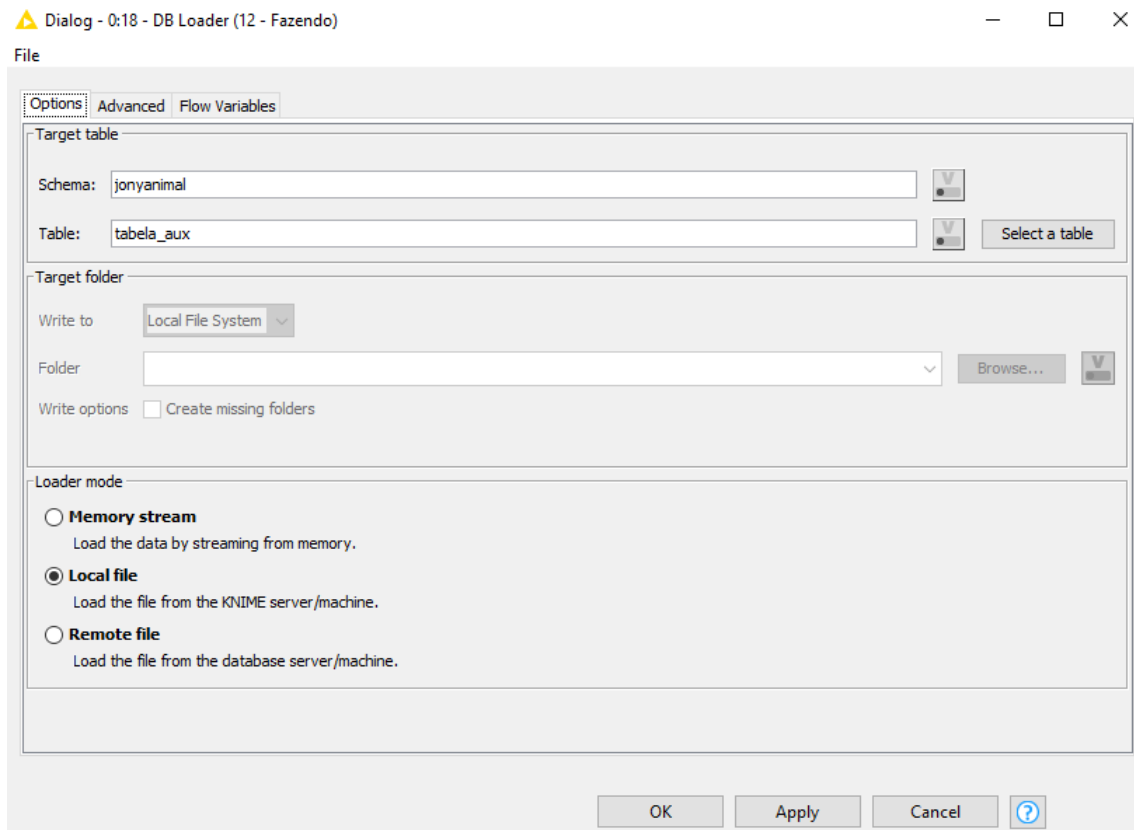 Dialog - 0:18 - DB Loader (12 - Fazendo)
File
Options Advanced Flow Variables
Target table
Schema: jonyanimal
V
Table: tabela_aux
V
Select a table
Target folder
Write to Local File System
Folder
Browse...
V
Write options Create missing folders
Loader mode
Memory stream
Load the data by streaming from memory.
Local file
Load the file from the KNIME server/machine.
Remote file
Load the file from the database server/machine.
OK Apply Cancel ?